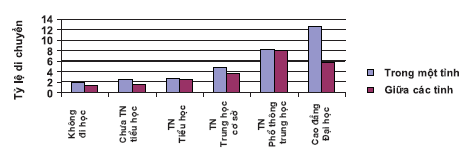 Tỷ lệ di chuyển
14
12
10
8
6
4
2
0
Không
đi học
Chưa TN
tiểu học
TN
Tiểu học
TN
Trung học
cơ sở
TN
Phổ thông
trung học
Cao đẳng
Đại học
Trong một tỉnh
Giữa các tỉnh